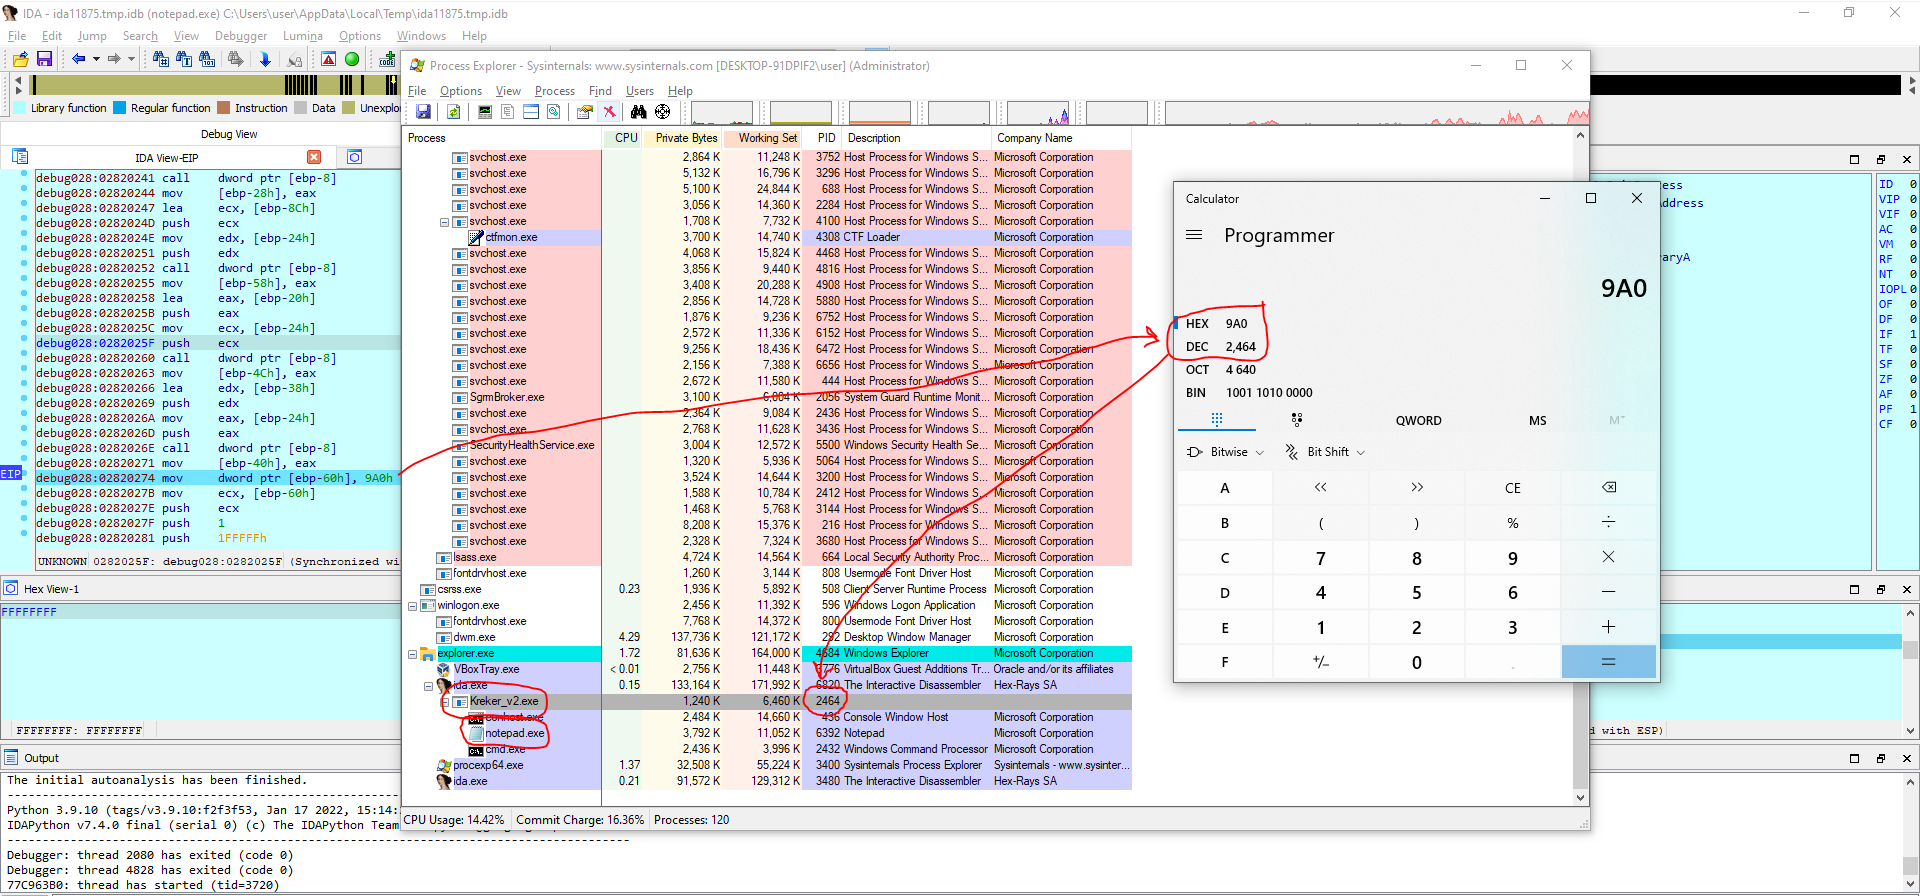 IDA - ida11875.tmp.idb (notepad.exe) C:\Users\user\AppData\Local\Temp\ida11875.tmp.idb
File Edit Jump Search View Debugger Lumina Options Windows Help
Library function Regular function Instruction Data Unexplo
Debug View
IDA View-EIP
debug028:02820241 call dword ptr [ebp-8]
debug028:02820244 mov [ebp-28h], eax
debug028:02820247 lea ecx, [ebp-8Ch]
debug028:0282024D push ecx
debug028:0282024E mov edx, [ebp-24h]
debug028:02820251 push edx
debug028:02820252 call dword ptr [ebp-8]
debug028:02820255 mov [ebp-58h], eax
debug028:02820258 lea eax, [ebp-20h]
debug028:0282025B push eax
debug028:0282025C mov ecx, [ebp-24h]
debug028:0282025F push ecx
debug028:02820260 call dword ptr [ebp-8]
debug028:02820263 mov [ebp-4Ch], eax
debug028:02820266 lea edx, [ebp-38h]
debug028:02820269 push edx
debug028:0282026A mov eax, [ebp-24h]
debug028:0282026D push eax
debug028:0282026E call dword ptr [ebp-8]
debug028:02820271 mov [ebp-40h], eax
EIP debug028:02820274 mov dword ptr [ebp-60h], 9A0h
debug028:0282027B mov ecx, [ebp-60h]
debug028:0282027E push ecx
debug028:0282027F push 1
debug028:02820281 push 1FFFFFh
UNKNOWN 0282025F: debug028:0282025F (Synchronized wi
Hex View-1
FFFFFFFF
FFFFFFFF: FFFFFFFF
Output
The initial autoanalysis has been finished.
Python 3.9.10 (tags/v3.9.10:f2f3f53, Jan 17 2022, 15:14:
IDAPython v7.4.0 final (serial 0) (c) The IDAPython Team
Debugger: thread 2080 has exited (code 0)
Debugger: thread 4828 has exited (code 0)
77C963B0: thread has started (tid=3720)
Process Explorer - Sysinternals: www.sysinternals.com [DESKTOP-91DPIF2\user] (Administrator)
File Options View Process Find Users Help
Process CPU Private Bytes Working Set PID Description Company Name
svchost.exe 2,864 K 11,248 K 3752 Host Process for Windows S... Microsoft Corporation
svchost.exe 5,132 K 16,796 K 3296 Host Process for Windows S... Microsoft Corporation
svchost.exe 5,100 K 24,844 K 688 Host Process for Windows S... Microsoft Corporation
svchost.exe 3,056 K 14,360 K 2284 Host Process for Windows S... Microsoft Corporation
svchost.exe 1,708 K 7,732 K 4100 Host Process for Windows S... Microsoft Corporation
ctfmon.exe 3,700 K 14,740 K 4308 CTF Loader Microsoft Corporation
svchost.exe 4,068 K 15,824 K 4468 Host Process for Windows S... Microsoft Corporation
svchost.exe 3,856 K 9,440 K 4816 Host Process for Windows S... Microsoft Corporation
svchost.exe 3,408 K 20,288 K 4908 Host Process for Windows S... Microsoft Corporation
svchost.exe 2,856 K 14,728 K 5880 Host Process for Windows S... Microsoft Corporation
svchost.exe 1,876 K 9,236 K 6752 Host Process for Windows S... Microsoft Corporation
svchost.exe 2,572 K 11,336 K 6152 Host Process for Windows S... Microsoft Corporation
svchost.exe 9,256 K 18,436 K 6472 Host Process for Windows S... Microsoft Corporation
svchost.exe 2,156 K 7,388 K 6656 Host Process for Windows S... Microsoft Corporation
svchost.exe 2,672 K 11,580 K 444 Host Process for Windows S... Microsoft Corporation
SgrmBroker.exe 3,100 K 6,004 K 2056 System Guard Runtime Monit... Microsoft Corporation
svchost.exe 2,364 K 9,084 K 2436 Host Process for Windows S... Microsoft Corporation
svchost.exe 2,768 K 11,628 K 3436 Host Process for Windows S... Microsoft Corporation
SecurityHealthService.exe 3,004 K 12,572 K 5500 Windows Security Health Se... Microsoft Corporation
svchost.exe 1,320 K 5,936 K 5064 Host Process for Windows S... Microsoft Corporation
svchost.exe 3,524 K 14,644 K 3200 Host Process for Windows S... Microsoft Corporation
svchost.exe 1,588 K 10,784 K 2412 Host Process for Windows S... Microsoft Corporation
svchost.exe 1,468 K 5,768 K 3144 Host Process for Windows S... Microsoft Corporation
svchost.exe 8,208 K 15,376 K 216 Host Process for Windows S... Microsoft Corporation
svchost.exe 2,328 K 7,324 K 3680 Host Process for Windows S... Microsoft Corporation
lsass.exe 4,724 K 14,564 K 664 Local Security Authority Proc... Microsoft Corporation
fontdrvhost.exe 1,260 K 3,144 K 808 Usermode Font Driver Host Microsoft Corporation
csrss.exe 0.23 1,936 K 5,892 K 508 Client Server Runtime Process Microsoft Corporation
winlogon.exe 2,456 K 11,392 K 596 Windows Logon Application Microsoft Corporation
fontdrvhost.exe 7,768 K 14,372 K 800 Usermode Font Driver Host Microsoft Corporation
dwm.exe 4.29 137,736 K 121,172 K 292 Desktop Window Manager Microsoft Corporation
explorer.exe 1.72 81,636 K 164,000 K 4684 Windows Explorer Microsoft Corporation
VBoxTray.exe < 0.01 2,756 K 11,448 K 3776 VirtualBox Guest Additions Tr... Oracle and/or its affiliates
ida.exe 0.15 133,164 K 171,992 K 6820 The Interactive Disassembler Hex-Rays SA
Kreker_v2.exe 1,240 K 6,460 K 2464
conhost.exe 2,484 K 14,660 K 436 Console Window Host Microsoft Corporation
notepad.exe 3,792 K 11,052 K 6392 Notepad Microsoft Corporation
cmd.exe 2,436 K 3,996 K 2432 Windows Command Processor Microsoft Corporation
procexp64.exe 1.37 32,508 K 55,224 K 3400 Sysinternals Process Explorer Sysinternals - www.sysinter...
ida.exe 0.21 91,572 K 129,312 K 3480 The Interactive Disassembler Hex-Rays SA
CPU Usage: 14.42% Commit Charge: 16.36% Processes: 120
Calculator
Programmer
9A0
HEX 9A0
DEC 2,464
OCT 4 640
BIN 1001 1010 0000
QWORD MS M
Bitwise Bit Shift
A << >> CE
B ( ) % ÷
C 7 8 9 ×
D 4 5 6 −
E 1 2 3 +
F +/− 0 . =
ID 0
VIP 0
VIF 0
AC 0
VM 0
RF 0
NT 0
IOPL 0
OF 0
DF 0
IF 1
TF 0
SF 0
ZF 0
AF 0
PF 1
CF 0
d with ESP)